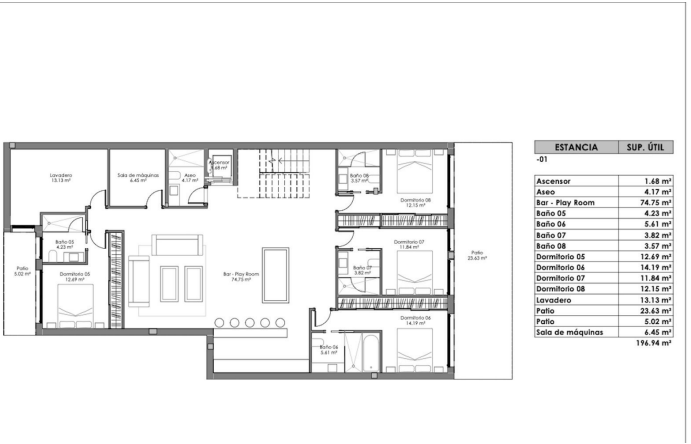 Lavadero
13.13 m²
Sala de máquinas
6.45 m²
Aseo
4.17 m²
Ascensor
1.68 m²
Baño 08
3.57 m²
Dormitorio 08
12.15 m²
Baño 05
4.23 m²
Patio
5.02 m²
Dormitorio 05
12.69 m²
Bar - Play Room
74.75 m²
Dormitorio 07
11.84 m²
Baño 07
3.82 m²
Patio
23.63 m²
Dormitorio 06
14.19 m²
Baño 06
5.61 m²
ESTANCIA SUP. ÚTIL
-01
Ascensor 1.68 m²
Aseo 4.17 m²
Bar - Play Room 74.75 m²
Baño 05 4.23 m²
Baño 06 5.61 m²
Baño 07 3.82 m²
Baño 08 3.57 m²
Dormitorio 05 12.69 m²
Dormitorio 06 14.19 m²
Dormitorio 07 11.84 m²
Dormitorio 08 12.15 m²
Lavadero 13.13 m²
Patio 23.63 m²
Patio 5.02 m²
Sala de máquinas 6.45 m²
196.94 m²